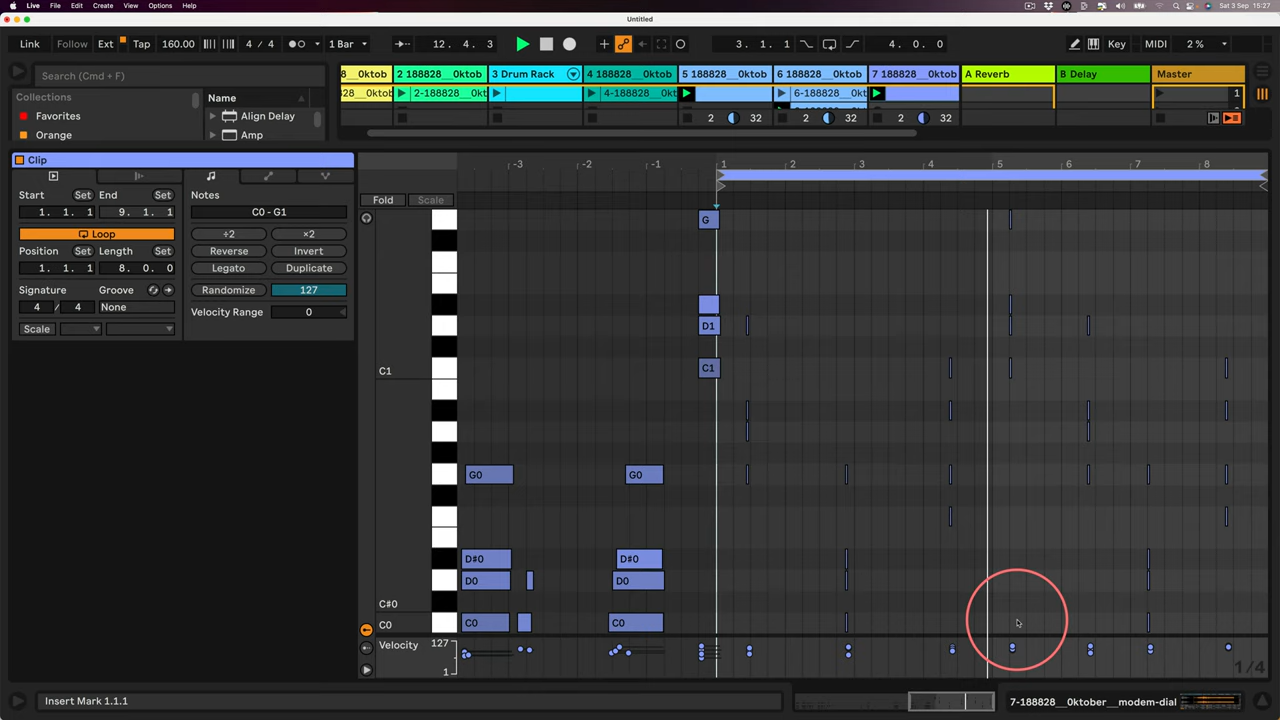 Live File Edit Create View Options Help Sat 3 Sep 15:27
Untitled
Link Follow Ext Tap 160.00 4 / 4 1 Bar 12. 4. 3 3. 1. 1 4. 0. 0 Key MIDI 2 %
Search (Cmd + F) 8_0ktob 2 188828__0ktob 3 Drum Rack 4 188828__0ktob 5 188828__0ktob 6 188828__0ktob 7 188828__0ktob A Reverb B Delay Master
Collections Name 828__0ktob 2-188828__0kt 4-188828__0kt 6-188828__0kt 1
Favorites Align Delay 2 32 2 32 2 32
Orange Amp
Clip
-3 -2 -1 1 2 3 4 5 6 7 8
Start Set End Set Notes
1. 1. 1 9. 1. 1 C0 - G1
Fold Scale
Loop ÷2 ×2
Position Set Length Reverse Invert
1. 1. 1 8. 0. 0 Legato Duplicate
Signature Groove Randomize 127
4 / 4 None Velocity Range 0
Scale
G
D1
C1 C1
G0 G0
D♯0 D♯0
D0 D0
C#0
C0 C0 C0
Velocity 127
1 1/4
Insert Mark 1.1.1 7-188828__0ktober__modem-dial